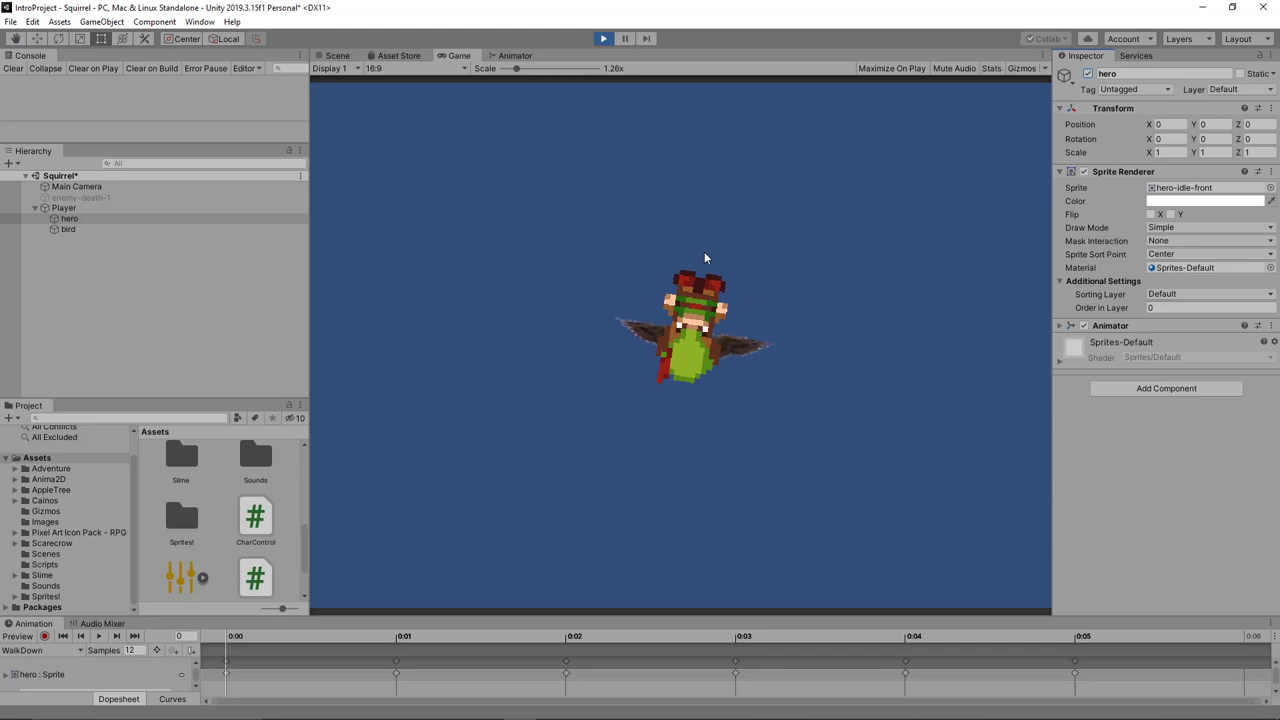 IntroProject - Squirrel - PC, Mac & Linux Standalone - Unity 2019.3.15f1 Personal* <DX11>
File Edit Assets GameObject Component Window Help
Center Local Collab Account Layers Layout
Console Scene Asset Store Game Animator Inspector Services
Clear Collapse Clear on Play Clear on Build Error Pause Editor Display 1 16:9 Scale 1.26x Maximize On Play Mute Audio Stats Gizmos hero Static
Tag Untagged Layer Default
Transform
Position X 0 Y 0 Z 0
Rotation X 0 Y 0 Z 0
Scale X 1 Y 1 Z 1
Hierarchy
All
Squirrel*
Main Camera
enemy-death-1
Player
hero
bird
Sprite Renderer
Sprite hero-idle-front
Color
Flip X Y
Draw Mode Simple
Mask Interaction None
Sprite Sort Point Center
Material Sprites-Default
Additional Settings
Sorting Layer Default
Order in Layer 0
Animator
Sprites-Default
Shader Sprites/Default
Add Component
Project
10
All Conflicts
All Excluded
Assets
Adventure
Anima2D
AppleTree
Cainos
Gizmos
Images
Pixel Art Icon Pack - RPG
Scarecrow
Scenes
Scripts
Slime
Sounds
Sprites!
Packages
Assets
Slime Sounds
Sprites! CharControl
Animation Audio Mixer
Preview 0 0:00 0:01 0:02 0:03 0:04 0:05 0:06
WalkDown Samples 12
hero : Sprite
Dopesheet Curves